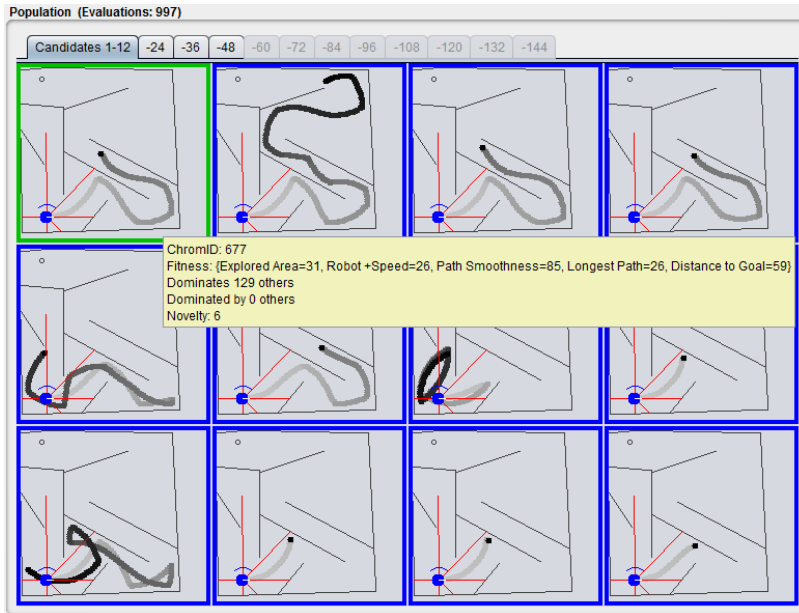 Population (Evaluations: 997)
Candidates 1-12 -24 -36 -48 -60 -72 -84 -96 -108 -120 -132 -144
ChromID: 677
Fitness: {Explored Area=31, Robot +Speed=26, Path Smoothness=85, Longest Path=26, Distance to Goal=59}
Dominates 129 others
Dominated by 0 others
Novelty: 6